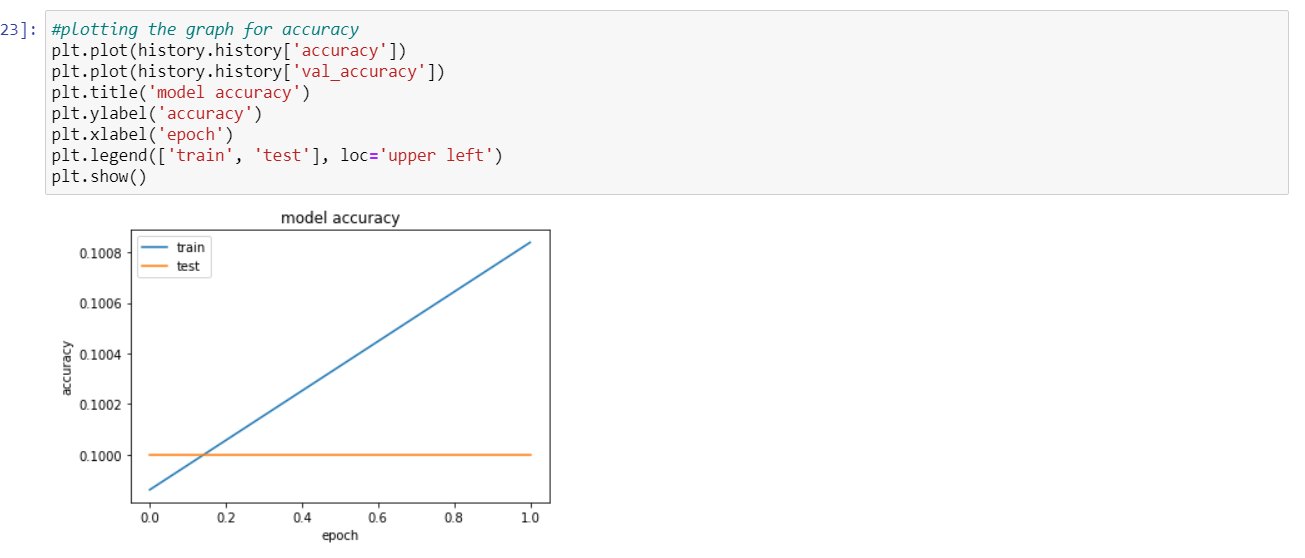 23]:
#plotting the graph for accuracy
plt.plot(history.history['accuracy'])
plt.plot(history.history['val_accuracy'])
plt.title('model accuracy')
plt.ylabel('accuracy')
plt.xlabel('epoch')
plt.legend(['train', 'test'], loc='upper left')
plt.show()
model accuracy
train
test
0.1008
0.1006
0.1004
0.1002
0.1000
accuracy
0.0 0.2 0.4 0.6 0.8 1.0
epoch